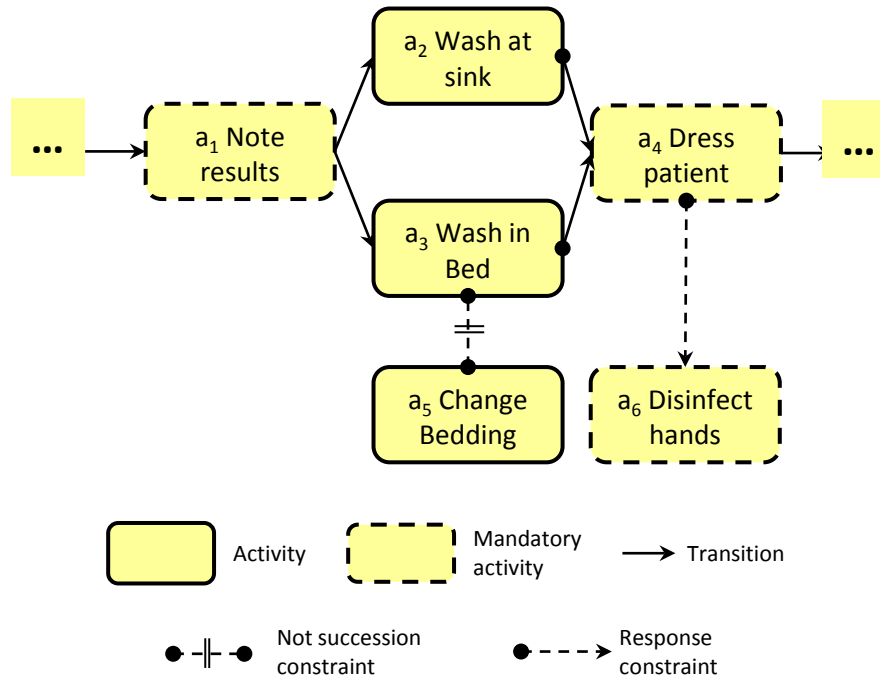 a₂ Wash at
sink
...
a₁ Note
results
a₄ Dress
patient
...
a₃ Wash in
Bed
a₅ Change
Bedding
a₆ Disinfect
hands
Activity
Mandatory
activity
Transition
Not succession
constraint
Response
constraint